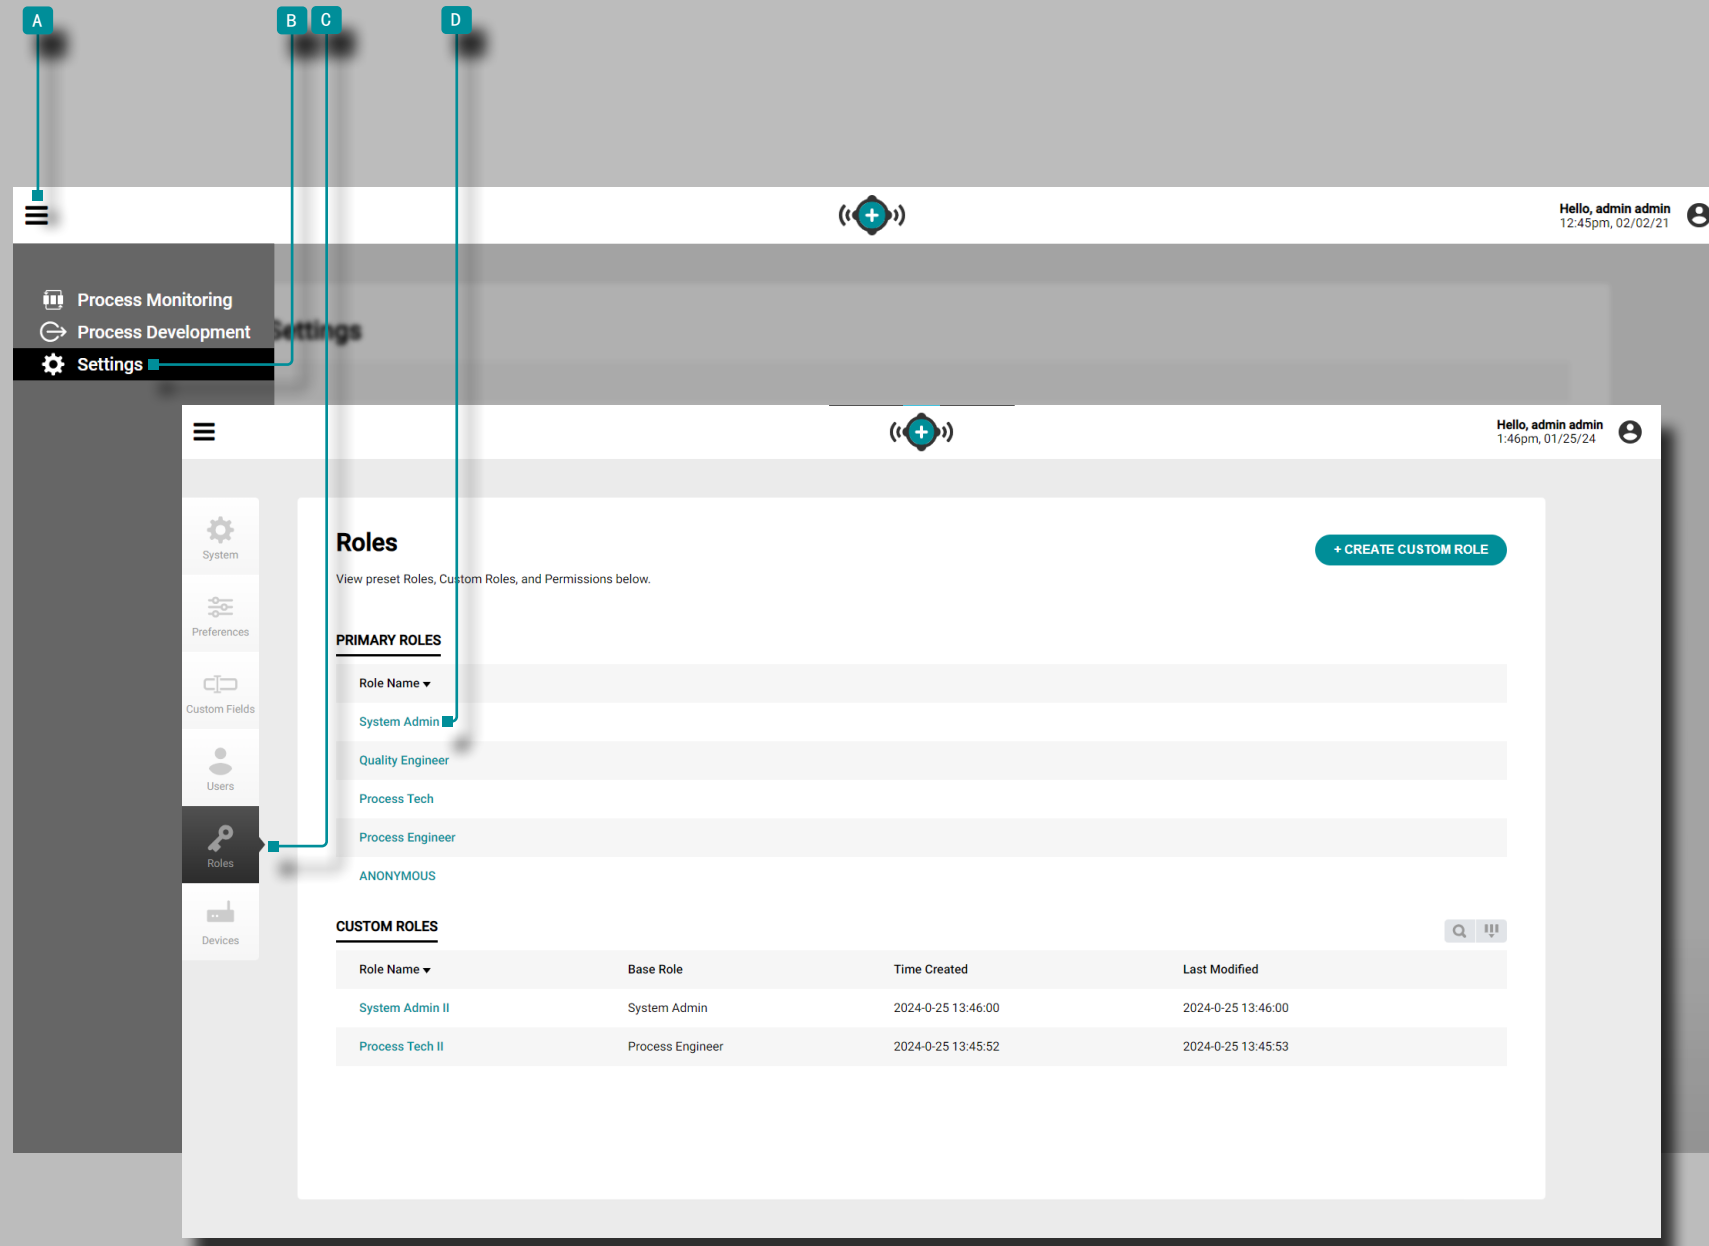 A B C D
Hello, admin admin
12:45pm, 02/02/21
Process Monitoring
Process Development
Settings
Settings
Hello, admin admin
1:46pm, 01/25/24
System
Preferences
Custom Fields
Users
Roles
Devices
Roles
+ CREATE CUSTOM ROLE
View preset Roles, Custom Roles, and Permissions below.
PRIMARY ROLES
Role Name
System Admin
Quality Engineer
Process Tech
Process Engineer
ANONYMOUS
CUSTOM ROLES
Role Name Base Role Time Created Last Modified
System Admin II System Admin 2024-0-25 13:46:00 2024-0-25 13:46:00
Process Tech II Process Engineer 2024-0-25 13:45:52 2024-0-25 13:45:53